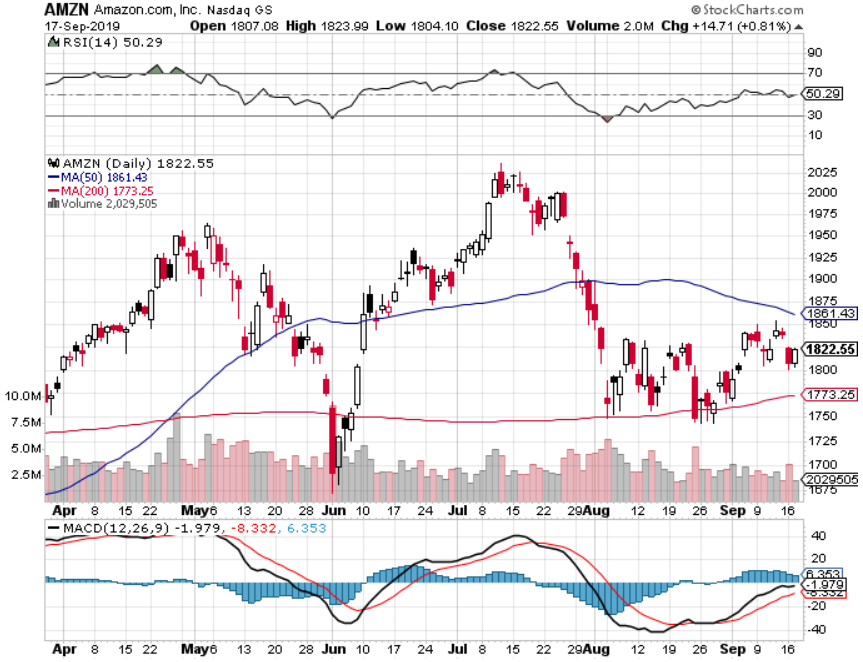 AMZN Amazon.com, Inc. Nasdaq GS © StockCharts.com
17-Sep-2019 Open 1807.08 High 1823.99 Low 1804.10 Close 1822.55 Volume 2.0M Chg +14.71 (+0.81%)
RSI(14) 50.29
90
70
50.29
30
10
AMZN (Daily) 1822.55
MA(50) 1861.43
MA(200) 1773.25
Volume 2,029,505
2025
2000
1975
1950
1925
1900
1875
1861.43
1850
1822.55
1800
1773.25
1750
1725
1700
2029505
1675
10.0M
7.5M
5.0M
2.5M
Apr 8 15 22 May 6 13 20 28 Jun 10 17 24 Jul 8 15 22 29 Aug 12 19 26 Sep 9 16
MACD(12,26,9) -1.979, -8.332, 6.353
40
20
6.353
-1.979
-8.332
-20
-40
Apr 8 15 22 May 6 13 20 28 Jun 10 17 24 Jul 8 15 22 29 Aug 12 19 26 Sep 9 16